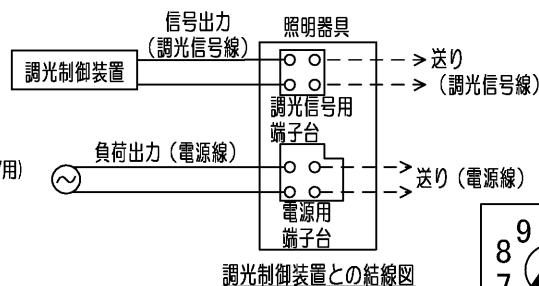 信号出力
(調光信号線)
照明器具
調光制御装置
送り
(調光信号線)
調光信号用
端子台
用)
負荷出力(電源線)
送り(電源線)
電源用
端子台
調光制御装置との結線図
9
8
7